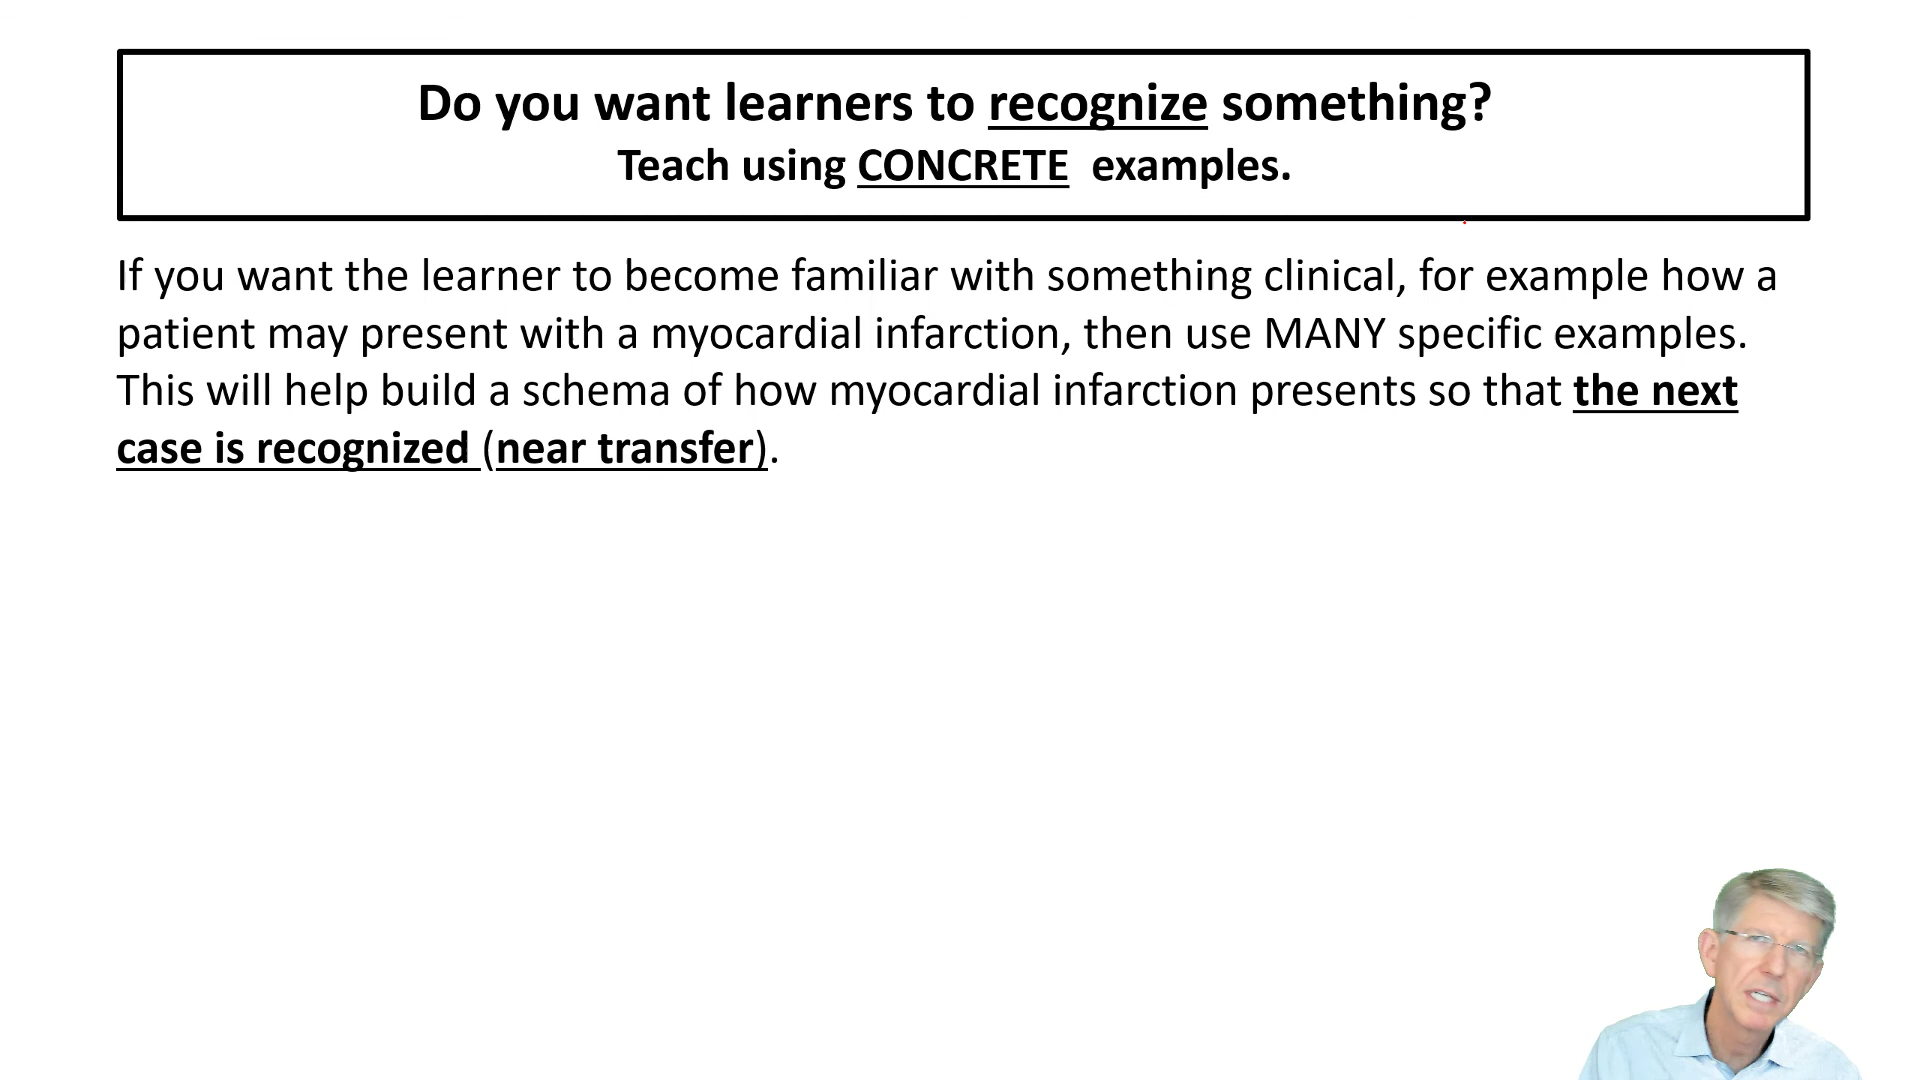 Do you want learners to recognize something?
Teach using CONCRETE examples.
If you want the learner to become familiar with something clinical, for example how a
patient may present with a myocardial infarction, then use MANY specific examples.
This will help build a schema of how myocardial infarction presents so that the next
case is recognized (near transfer).